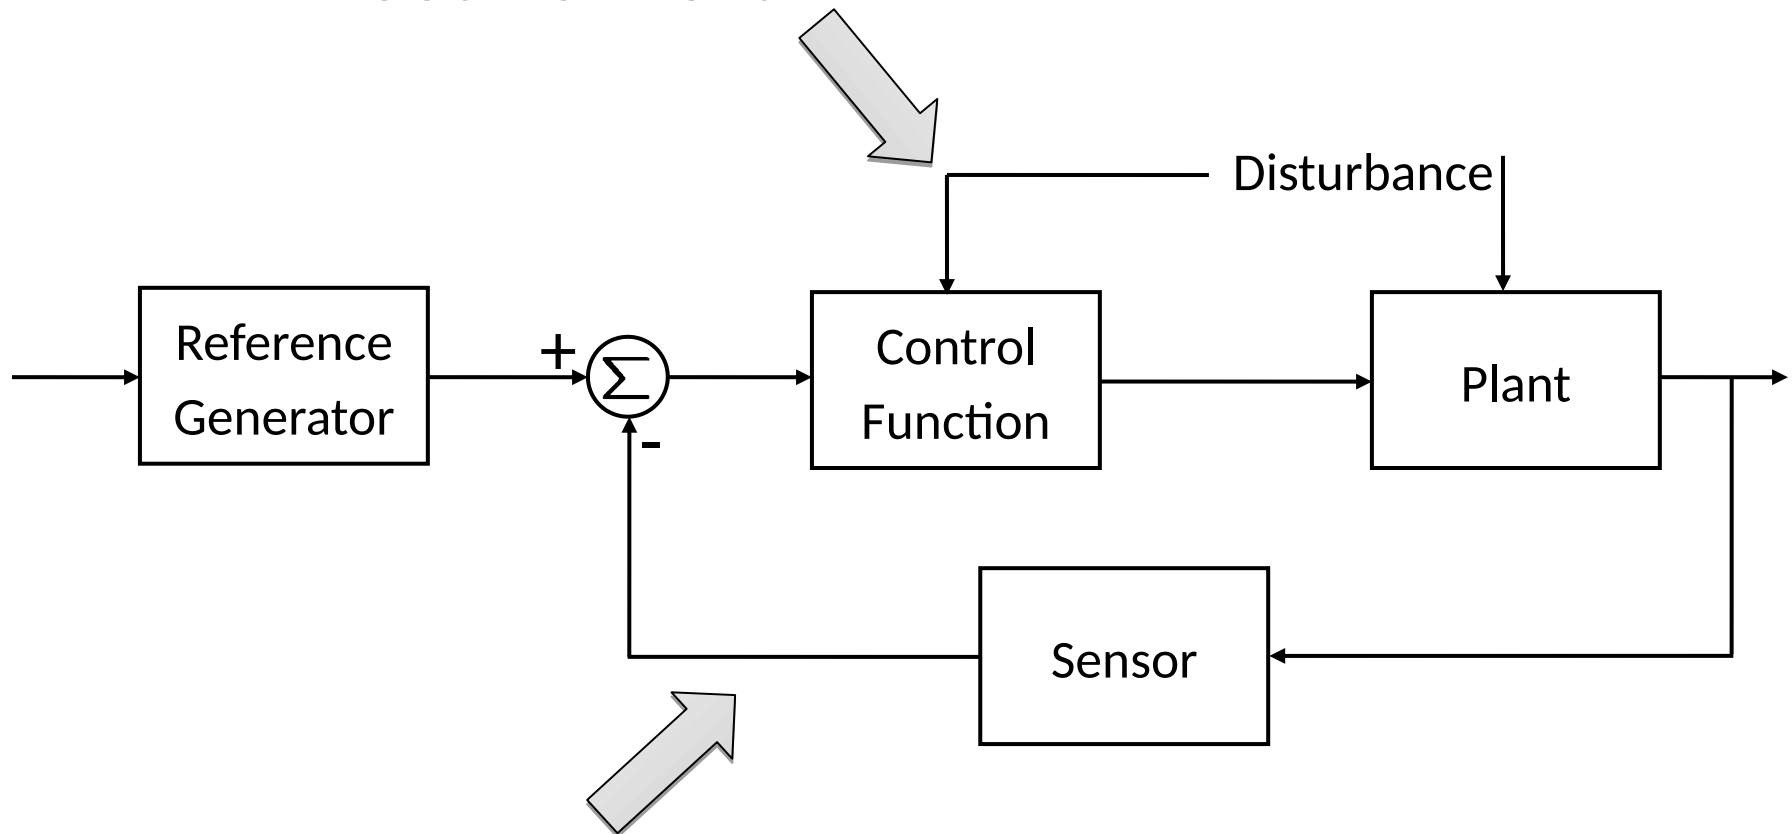 Disturbance
Reference
Generator
+
Σ
-
Control
Function
Plant
Sensor